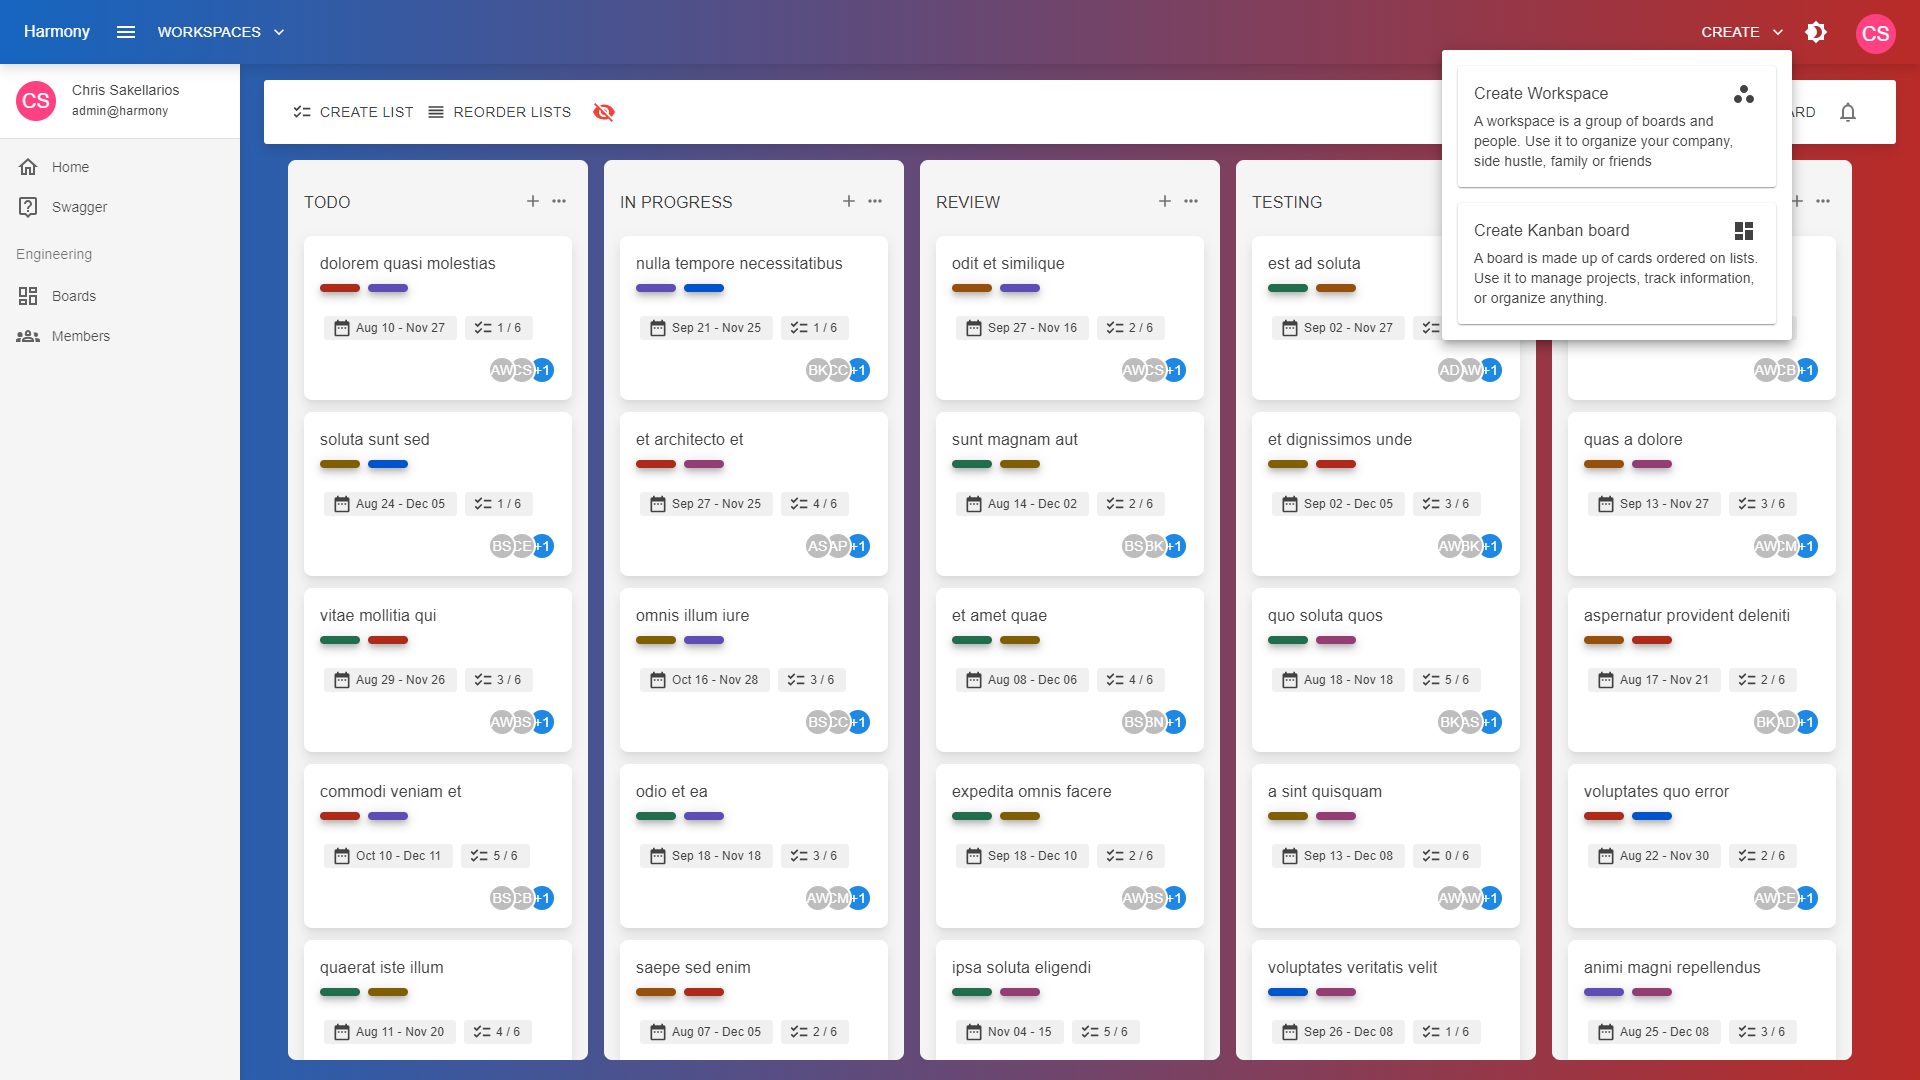 Harmony
WORKSPACES
CREATE
CS
CS
Chris Sakellarios
admin@harmony
Home
Swagger
Engineering
Boards
Members
CREATE LIST
REORDER LISTS
Create Workspace
A workspace is a group of boards and
people. Use it to organize your company,
side hustle, family or friends
Create Kanban board
A board is made up of cards ordered on lists.
Use it to manage projects, track information,
or organize anything.
TODO
dolorem quasi molestias
Aug 10 - Nov 27 1 / 6
AW CS +1
soluta sunt sed
Aug 24 - Dec 05 1 / 6
BS CE +1
vitae mollitia qui
Aug 29 - Nov 26 3 / 6
AW BS +1
commodi veniam et
Oct 10 - Dec 11 5 / 6
BS CB +1
quaerat iste illum
Aug 11 - Nov 20 4 / 6
IN PROGRESS
nulla tempore necessitatibus
Sep 21 - Nov 25 1 / 6
BK CC +1
et architecto et
Sep 27 - Nov 25 4 / 6
AS AP +1
omnis illum iure
Oct 16 - Nov 28 3 / 6
BS CC +1
odio et ea
Sep 18 - Nov 18 3 / 6
AW CM +1
saepe sed enim
Aug 07 - Dec 05 2 / 6
REVIEW
odit et similique
Sep 27 - Nov 16 2 / 6
AW CS +1
sunt magnam aut
Aug 14 - Dec 02 2 / 6
BS BK +1
et amet quae
Aug 08 - Dec 06 4 / 6
BS BN +1
expedita omnis facere
Sep 18 - Dec 10 2 / 6
AW BS +1
ipsa soluta eligendi
Nov 04 - 15 5 / 6
TESTING
est ad soluta
Sep 02 - Nov 27
AD AW +1
et dignissimos unde
Sep 02 - Dec 05 3 / 6
AW BK +1
quo soluta quos
Aug 18 - Nov 18 5 / 6
BK AS +1
a sint quisquam
Sep 13 - Dec 08 0 / 6
AW AW +1
voluptates veritatis velit
Sep 26 - Dec 08 1 / 6
AW CB +1
quas a dolore
Sep 13 - Nov 27 3 / 6
AW CM +1
aspernatur provident deleniti
Aug 17 - Nov 21 2 / 6
BK AD +1
voluptates quo error
Aug 22 - Nov 30 2 / 6
AW CE +1
animi magni repellendus
Aug 25 - Dec 08 3 / 6